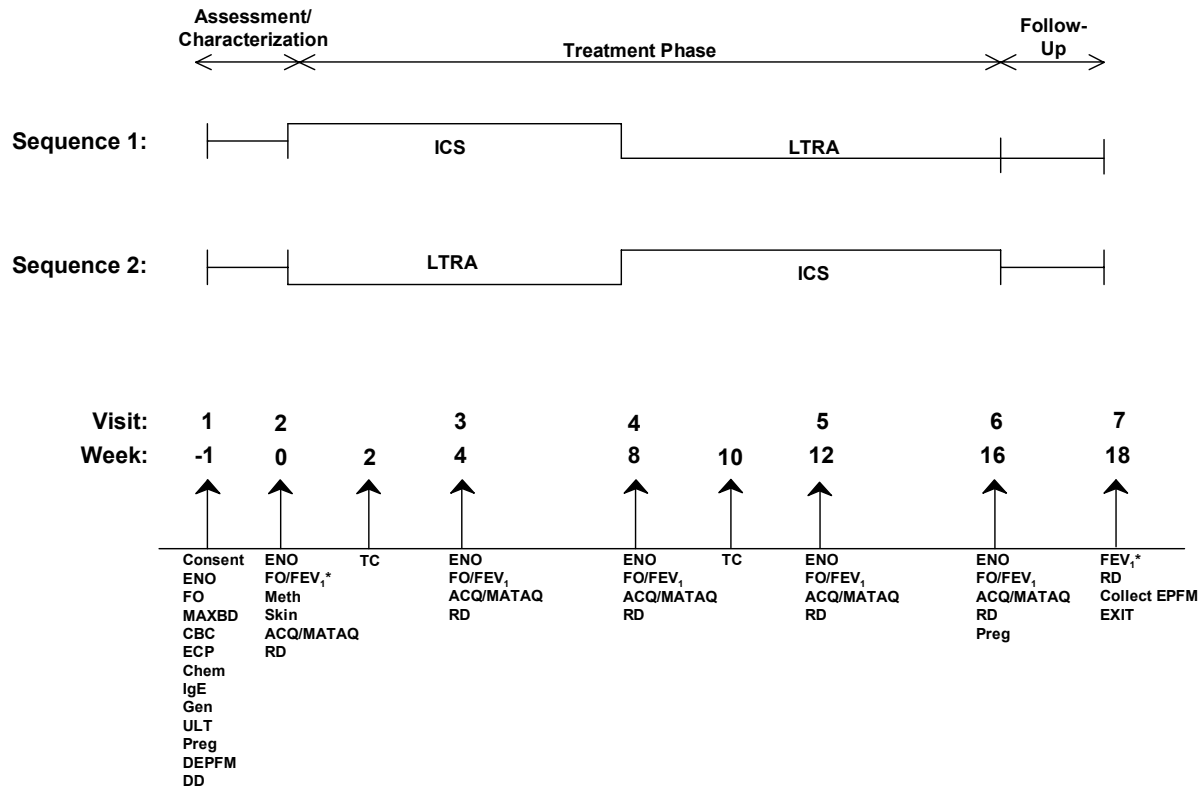 Assessment/
Characterization
Treatment Phase
Follow-
Up
Sequence 1:
ICS
LTRA
Sequence 2:
LTRA
ICS
Visit: 1 2 3 4 5 6 7
Week: -1 0 2 4 8 10 12 16 18
Consent
ENO
FO
MAXBD
CBC
ECP
Chem
IgE
Gen
ULT
Preg
DEPFM
DD
ENO
FO/FEV₁*
Meth
Skin
ACQ/MATAQ
RD
TC
ENO
FO/FEV₁
ACQ/MATAQ
RD
ENO
FO/FEV₁
ACQ/MATAQ
RD
TC
ENO
FO/FEV₁
ACQ/MATAQ
RD
ENO
FO/FEV₁
ACQ/MATAQ
RD
Preg
FEV₁*
RD
Collect EPFM
EXIT